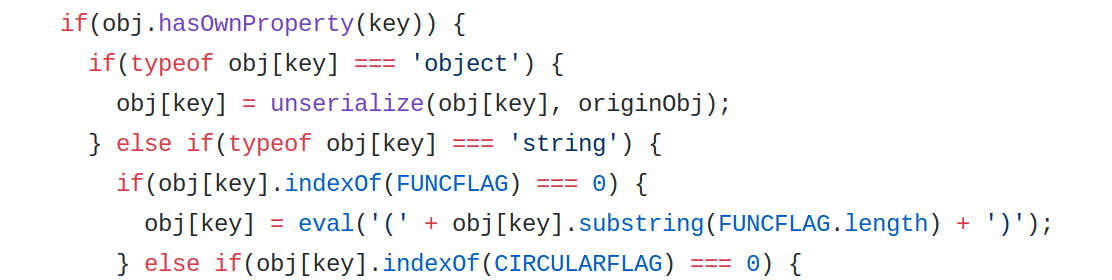 if(obj.hasOwnProperty(key)) {
if(typeof obj[key] === 'object') {
obj[key] = unserialize(obj[key], originObj);
} else if(typeof obj[key] === 'string') {
if(obj[key].indexOf(FUNCFLAG) === 0) {
obj[key] = eval('(' + obj[key].substring(FUNCFLAG.length) + ')');
} else if(obj[key].indexOf(CIRCULARFLAG) === 0) {